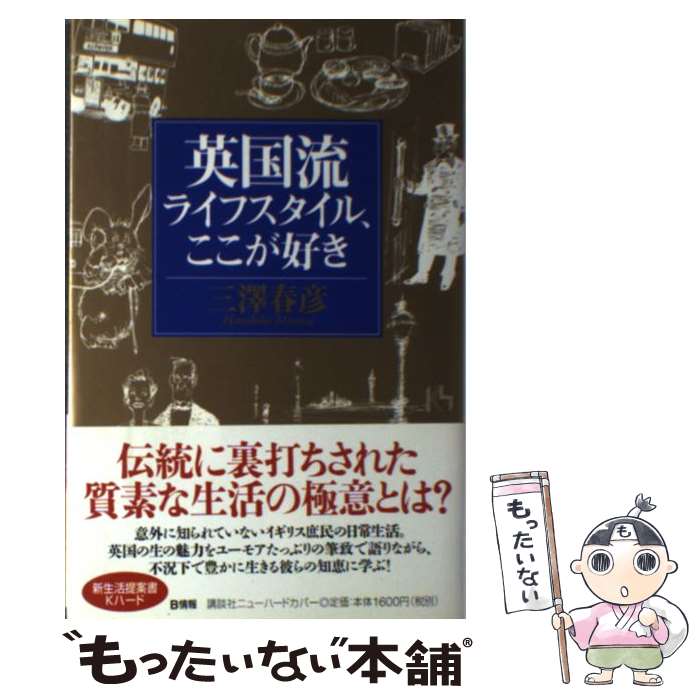 英国流
ライフスタイル、
ここが好き
三澤春彦
伝統に裏打ちされた
質素な生活の極意とは?
意外に知られていないイギリス庶民の日常生活。
英国の生の魅力をユーモアたっぷりの筆致で語りながら、
不況下で豊かに生きる彼らの知恵に学ぶ!
新生活提案書
Kハード
B情報 講談社ニューハードカバー◎定価:本体1600円(税別)
もったいない
"もったいない"本舗®